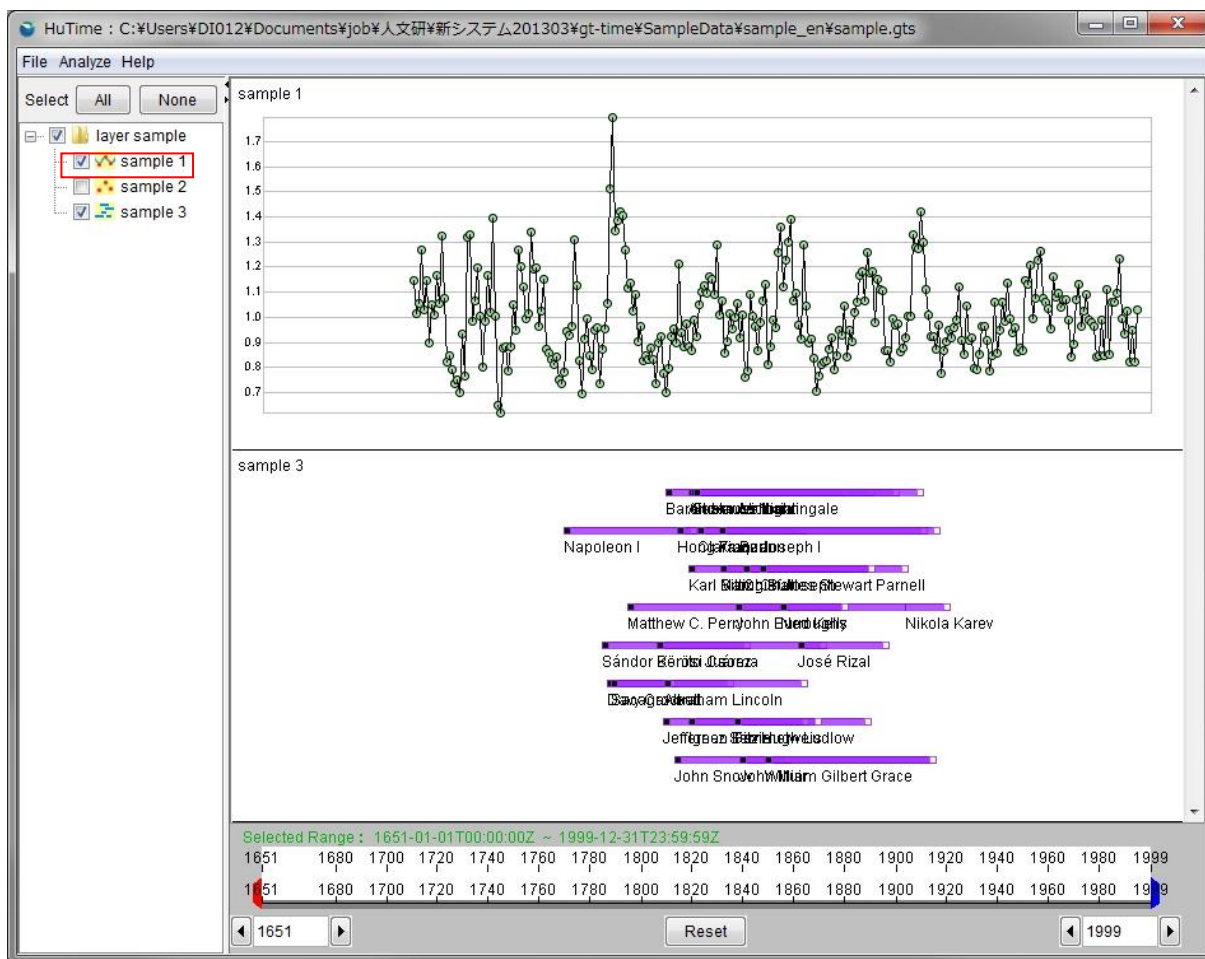 HuTime : C:¥Users¥DI012¥Documents¥job¥人文研¥新システム201303¥gt-time¥SampleData¥sample_en¥sample.gts
File Analyze Help
Select All None
layer sample
sample 1
sample 2
sample 3
sample 1
1.7
1.6
1.5
1.4
1.3
1.2
1.1
1.0
0.9
0.8
0.7
sample 3
Napoleon I
Karl
Stewart Parnell
Matthew C. Perry
Nikola Karev
Sándor
José Rizal
Lincoln
John Snow
Gilbert Grace
Selected Range : 1651-01-01T00:00:00Z ~ 1999-12-31T23:59:59Z
1651 1680 1700 1720 1740 1760 1780 1800 1820 1840 1860 1880 1900 1920 1940 1960 1980 1999
1651 1680 1700 1720 1740 1760 1780 1800 1820 1840 1860 1880 1900 1920 1940 1960 1980 1999
1651 Reset 1999